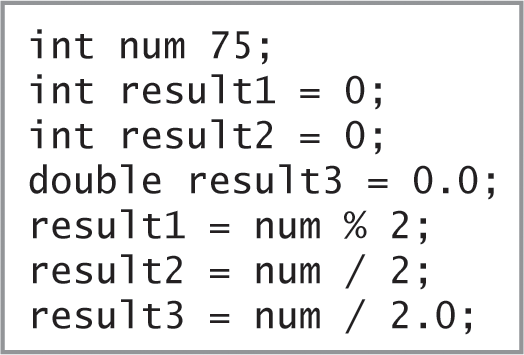 int num 75;
int result1 = 0;
int result2 = 0;
double result3 = 0.0;
result1 = num % 2;
result2 = num / 2;
result3 = num / 2.0;